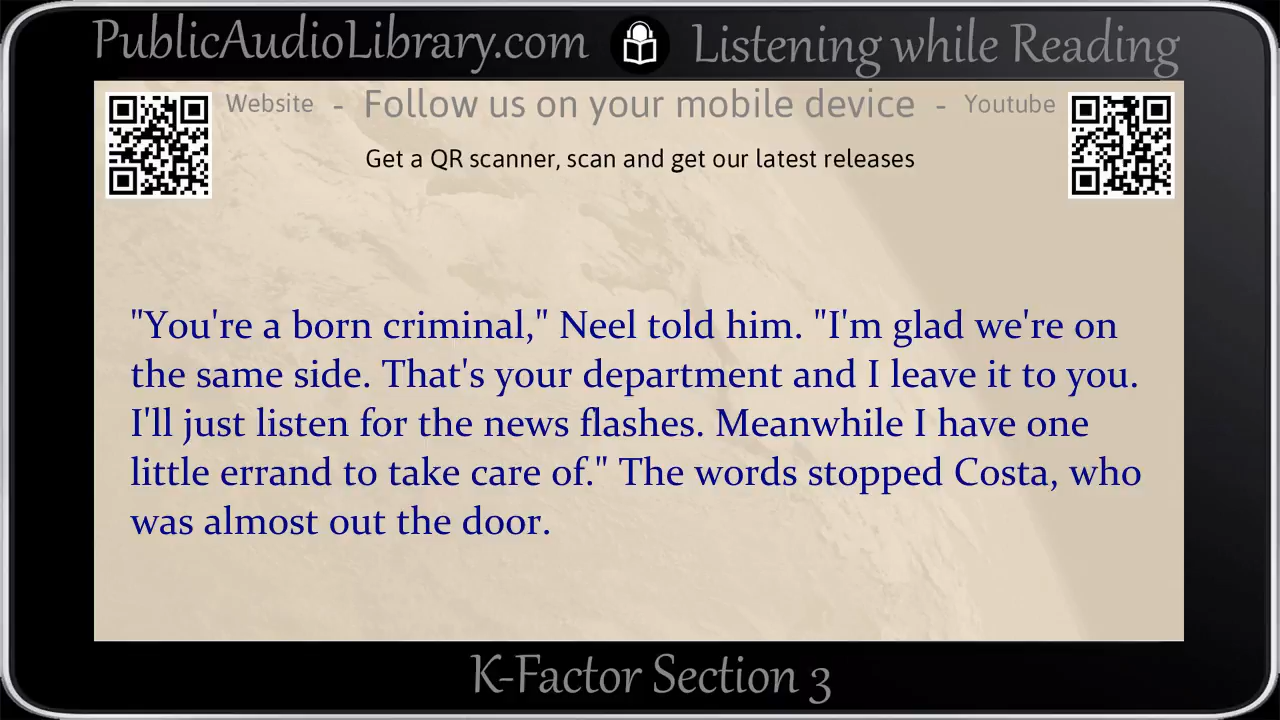 PublicAudioLibrary.com Listening while Reading
Website - Follow us on your mobile device - Youtube
Get a QR scanner, scan and get our latest releases
"You're a born criminal," Neel told him. "I'm glad we're on
the same side. That's your department and I leave it to you.
I'll just listen for the news flashes. Meanwhile I have one
little errand to take care of." The words stopped Costa, who
was almost out the door.
K-Factor Section 3